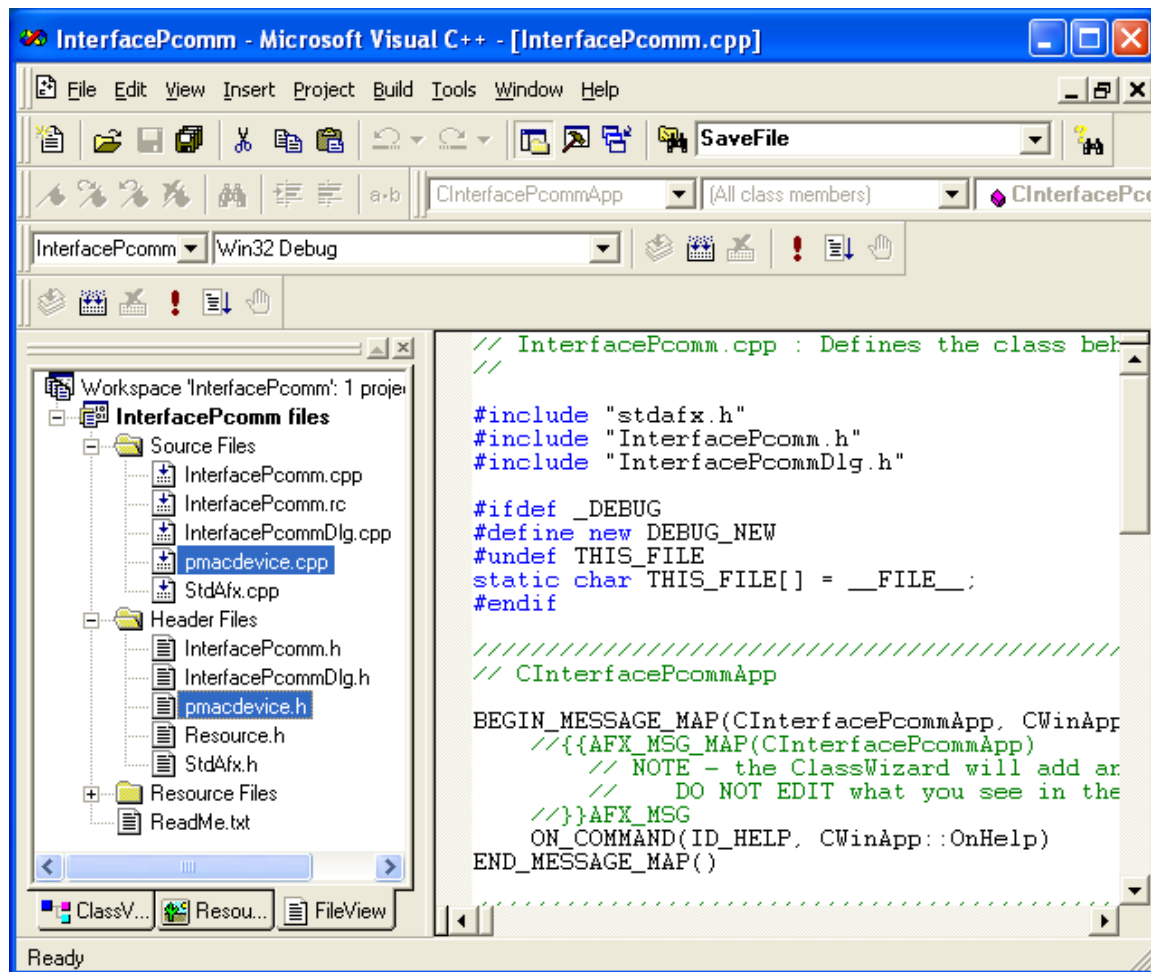 InterfacePcomm - Microsoft Visual C++ - [InterfacePcomm.cpp]
File Edit View Insert Project Build Tools Window Help
SaveFile
a-b CInterfacePcommApp (All class members) CInterfacePc
InterfacePcomm Win32 Debug
Workspace 'InterfacePcomm': 1 proje
InterfacePcomm files
Source Files
InterfacePcomm.cpp
InterfacePcomm.rc
InterfacePcommDlg.cpp
pmacdevice.cpp
StdAfx.cpp
Header Files
InterfacePcomm.h
InterfacePcommDlg.h
pmacdevice.h
Resource.h
StdAfx.h
Resource Files
ReadMe.txt
ClassV... Resou... FileView
// InterfacePcomm.cpp : Defines the class beh
//
#include "stdafx.h"
#include "InterfacePcomm.h"
#include "InterfacePcommDlg.h"
#ifdef _DEBUG
#define new DEBUG_NEW
#undef THIS_FILE
static char THIS_FILE[] = __FILE__;
#endif
/////////////////////////////////////////////
// CInterfacePcommApp
BEGIN_MESSAGE_MAP(CInterfacePcommApp, CWinApp
//{{AFX_MSG_MAP(CInterfacePcommApp)
// NOTE - the ClassWizard will add an
// DO NOT EDIT what you see in the
//}}AFX_MSG
ON_COMMAND(ID_HELP, CWinApp::OnHelp)
END_MESSAGE_MAP()
Ready